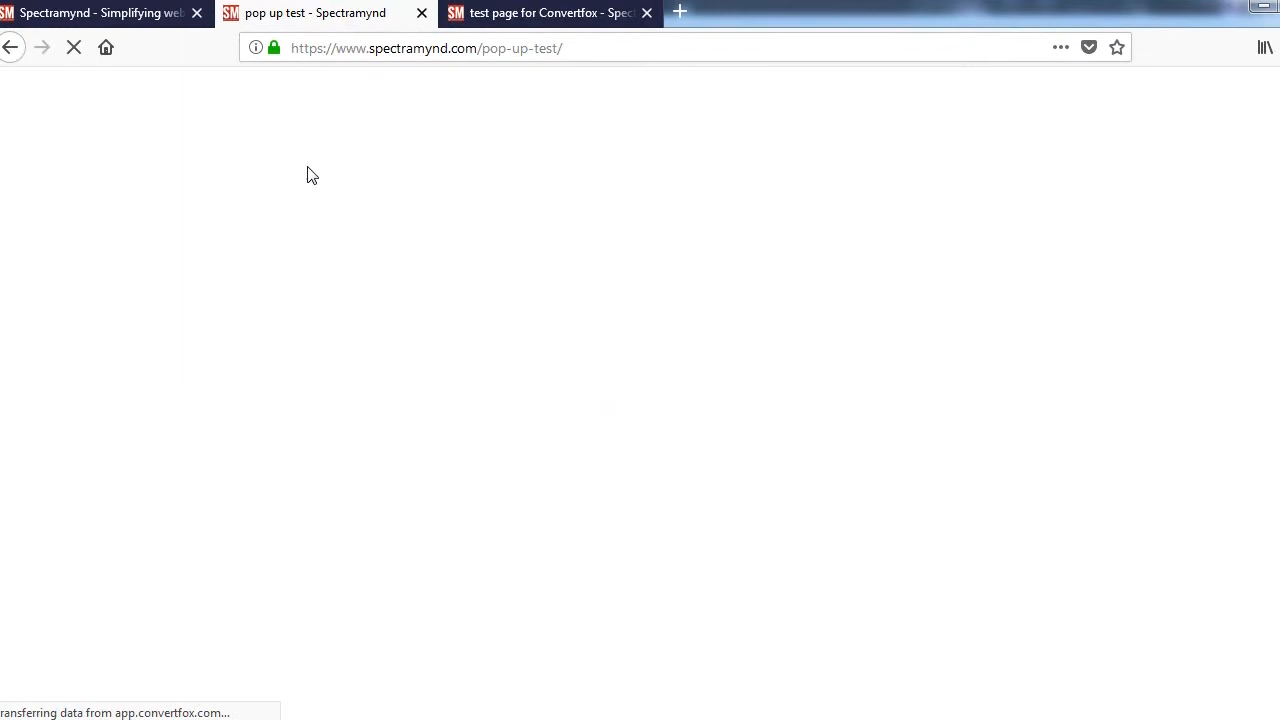 SM Spectramynd - Simplifying web
SM pop up test - Spectramynd
SM test page for Convertfox - Spec
https://www.spectramynd.com/pop-up-test/
ransferring data from app.convertfox.com...